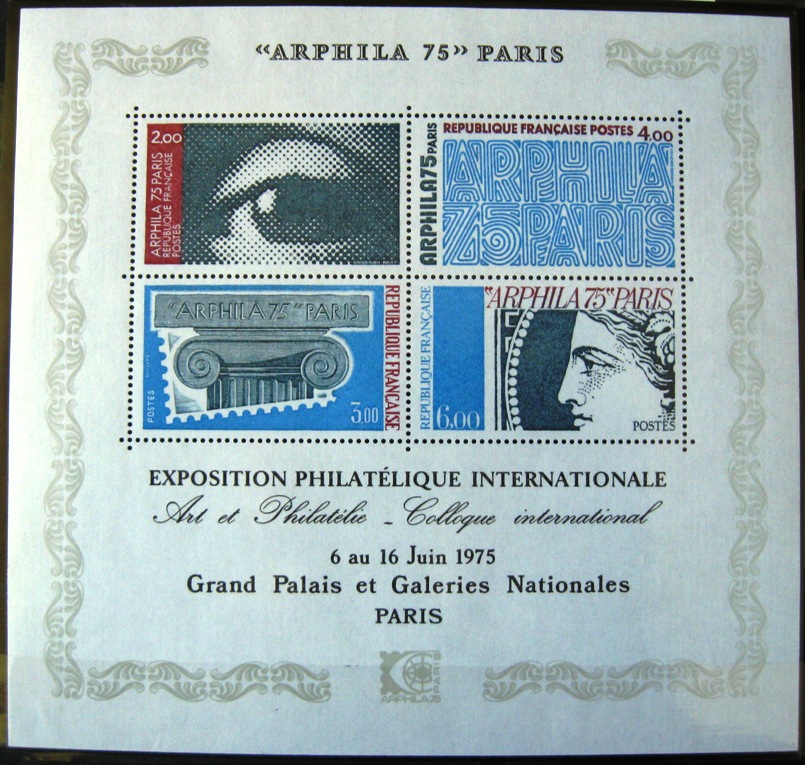 “ARPHILA 75” PARIS
2,00
ARPHILA 75 PARIS
REPUBLIQUE FRANÇAISE
POSTES
ARPHILA75 PARIS
REPUBLIQUE FRANÇAISE POSTES 4.00
ARPHILA
75PARIS
"ARPHILA 75" PARIS
REPUBLIQUE FRANÇAISE
POSTES
3,00
"ARPHILA 75" PARIS
REPUBLIQUE FRANÇAISE
6,00
POSTES
EXPOSITION PHILATÉLIQUE INTERNATIONALE
Art et Philatélie - Colloque international
6 au 16 Juin 1975
Grand Palais et Galeries Nationales
PARIS
ARPHILA75